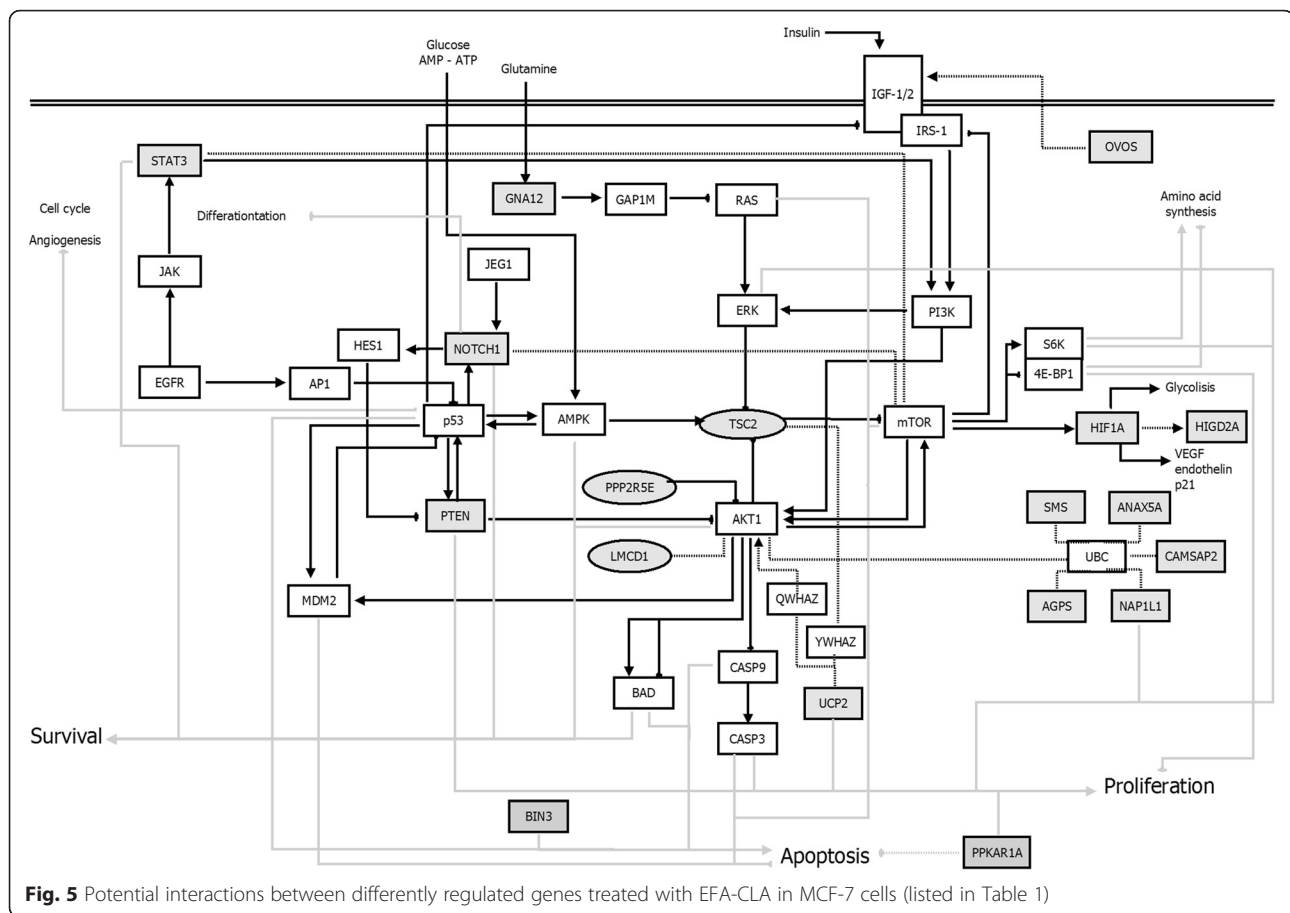 Insulin
Glucose
AMP - ATP
Glutamine
IGF-1/2
IRS-1
OVOS
STAT3
GNA12
GAP1M
RAS
Cell cycle
Differationtation
Amino acid
synthesis
Angiogenesis
JAK
JEG1
ERK
PI3K
HES1
NOTCH1
S6K
4E-BP1
EGFR
AP1
Glycolisis
p53
AMPK
TSC2
mTOR
HIF1A
HIGD2A
VEGF
endothelin
p21
PPP2R5E
PTEN
AKT1
SMS
ANAX5A
LMCD1
UBC
CAMSAP2
MDM2
QWHAZ
AGPS
NAP1L1
YWHAZ
CASP9
BAD
UCP2
Survival
CASP3
Proliferation
BIN3
Apoptosis
PPKAR1A
Fig. 5 Potential interactions between differently regulated genes treated with EFA-CLA in MCF-7 cells (listed in Table 1)